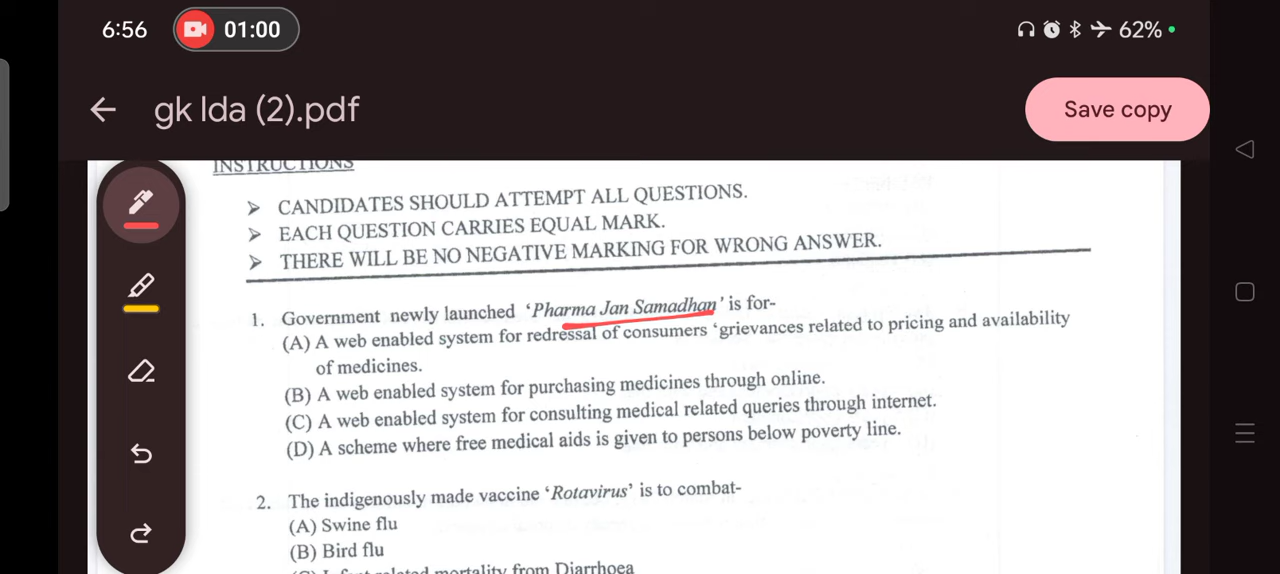 6:56 01:00 62%
gk lda (2).pdf Save copy
INSTRUCTIONS
➢ CANDIDATES SHOULD ATTEMPT ALL QUESTIONS.
➢ EACH QUESTION CARRIES EQUAL MARK.
➢ THERE WILL BE NO NEGATIVE MARKING FOR WRONG ANSWER.
1. Government newly launched ‘Pharma Jan Samadhan’ is for-
(A) A web enabled system for redressal of consumers ‘grievances related to pricing and availability
of medicines.
(B) A web enabled system for purchasing medicines through online.
(C) A web enabled system for consulting medical related queries through internet.
(D) A scheme where free medical aids is given to persons below poverty line.
2. The indigenously made vaccine ‘Rotavirus’ is to combat-
(A) Swine flu
(B) Bird flu
related mortality from Diarrhoea